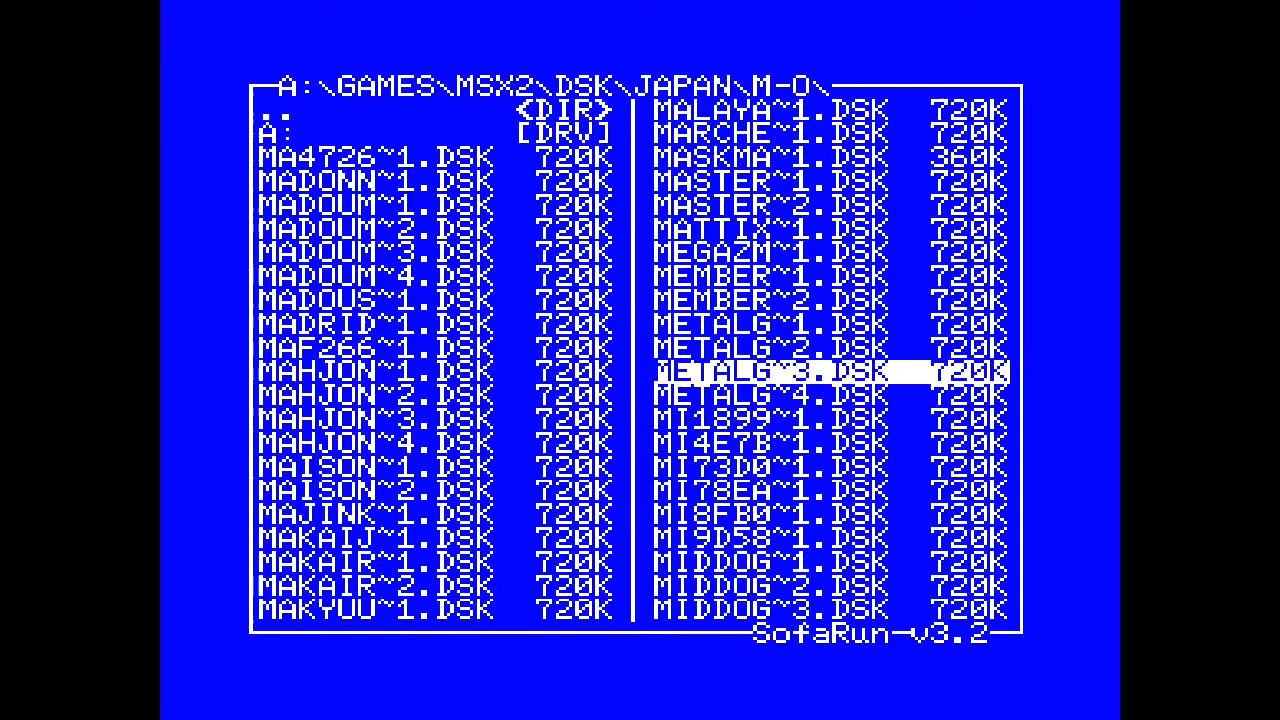 A:\GAMES\MSX2\DSK\JAPAN\M-O\
.. <DIR>
A: [DRV]
MA4726~1.DSK 720K
MADONN~1.DSK 720K
MADOUM~1.DSK 720K
MADOUM~2.DSK 720K
MADOUM~3.DSK 720K
MADOUM~4.DSK 720K
MADOUS~1.DSK 720K
MADRID~1.DSK 720K
MAF266~1.DSK 720K
MAHJON~1.DSK 720K
MAHJON~2.DSK 720K
MAHJON~3.DSK 720K
MAHJON~4.DSK 720K
MAISON~1.DSK 720K
MAISON~2.DSK 720K
MAJINK~1.DSK 720K
MAKAIJ~1.DSK 720K
MAKAIR~1.DSK 720K
MAKAIR~2.DSK 720K
MAKYUU~1.DSK 720K
MALAYA~1.DSK 720K
MARCHE~1.DSK 720K
MASKMA~1.DSK 360K
MASTER~1.DSK 720K
MASTER~2.DSK 720K
MATTIX~1.DSK 720K
MEGAZM~1.DSK 720K
MEMBER~1.DSK 720K
MEMBER~2.DSK 720K
METALG~1.DSK 720K
METALG~2.DSK 720K
METALG~3.DSK 720K
METALG~4.DSK 720K
MI1899~1.DSK 720K
MI4E7B~1.DSK 720K
MI73D0~1.DSK 720K
MI78EA~1.DSK 720K
MI8FB0~1.DSK 720K
MI9D58~1.DSK 720K
MIDDOG~1.DSK 720K
MIDDOG~2.DSK 720K
MIDDOG~3.DSK 720K
SofaRun v3.2